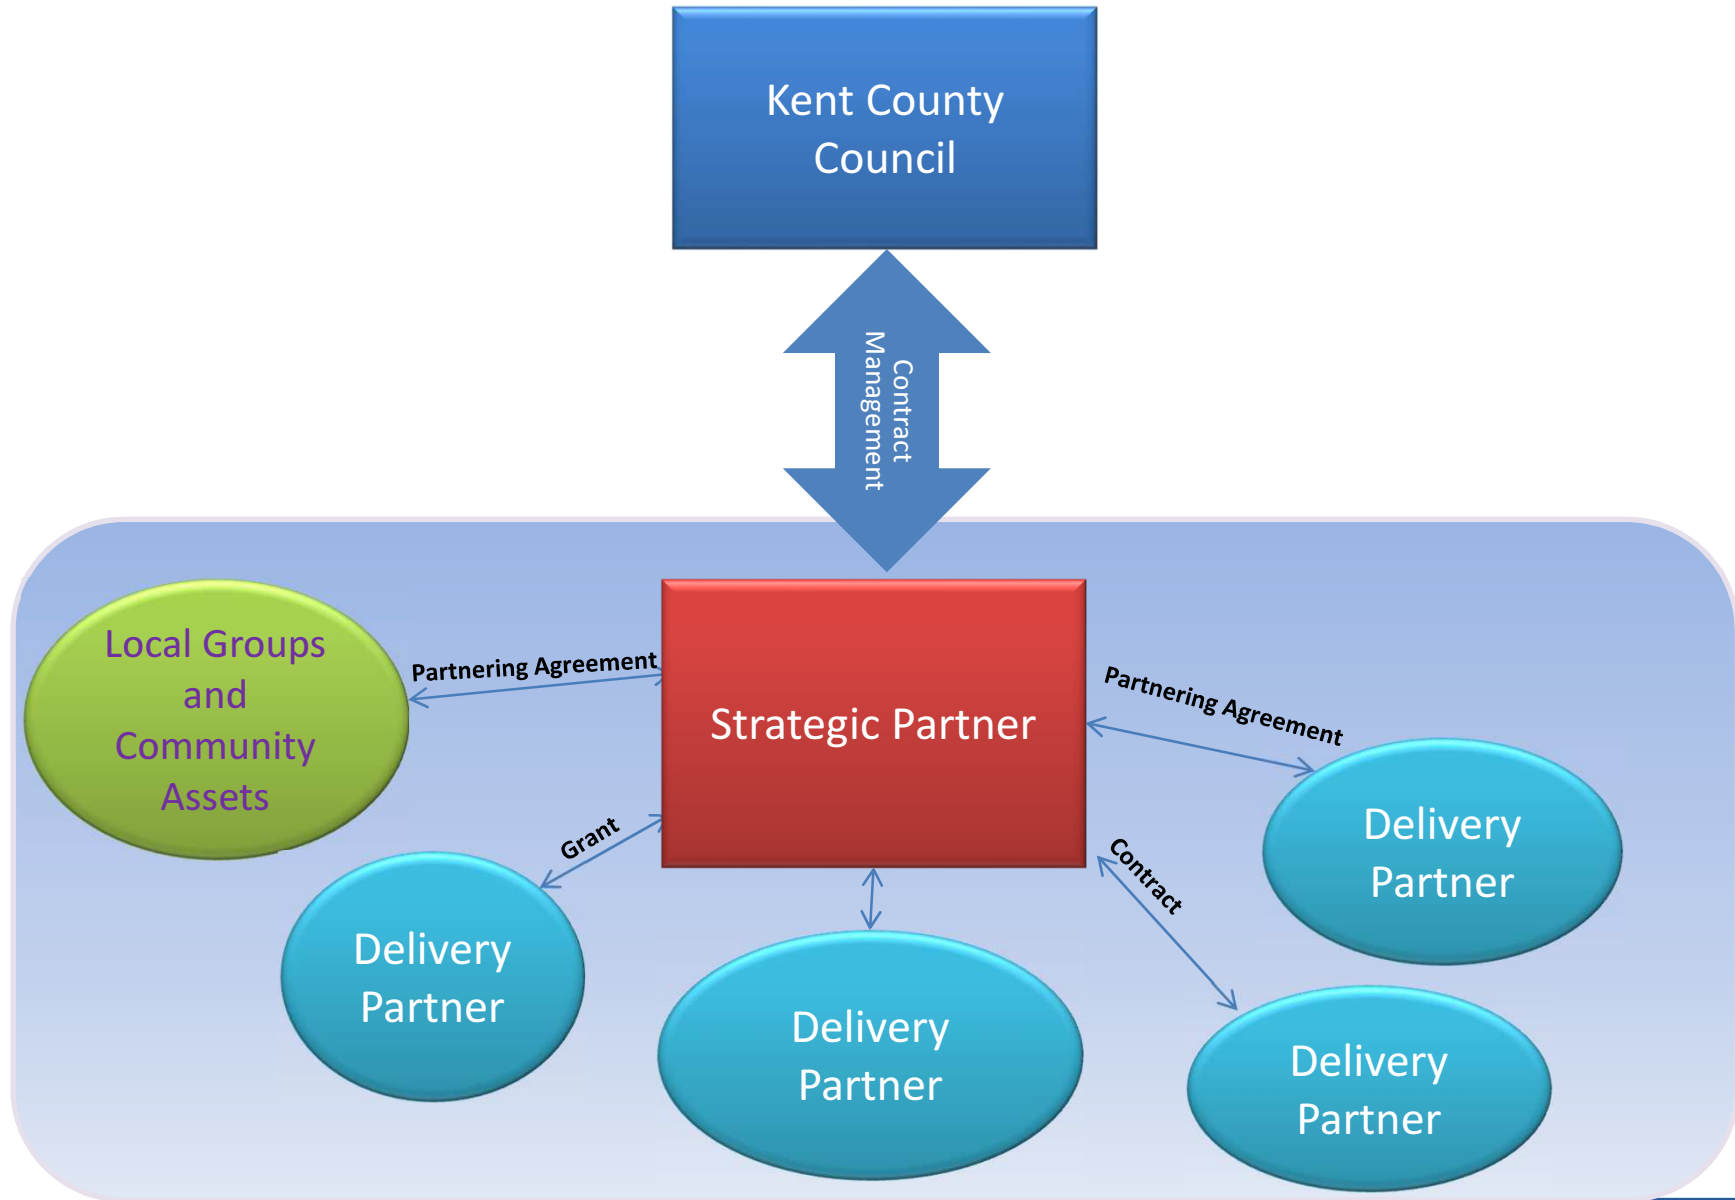 Kent County
Council
Contract
Management
Local Groups
and
Community
Assets
Partnering Agreement
Strategic Partner
Partnering Agreement
Grant
Contract
Delivery
Partner
Delivery
Partner
Delivery
Partner
Delivery
Partner